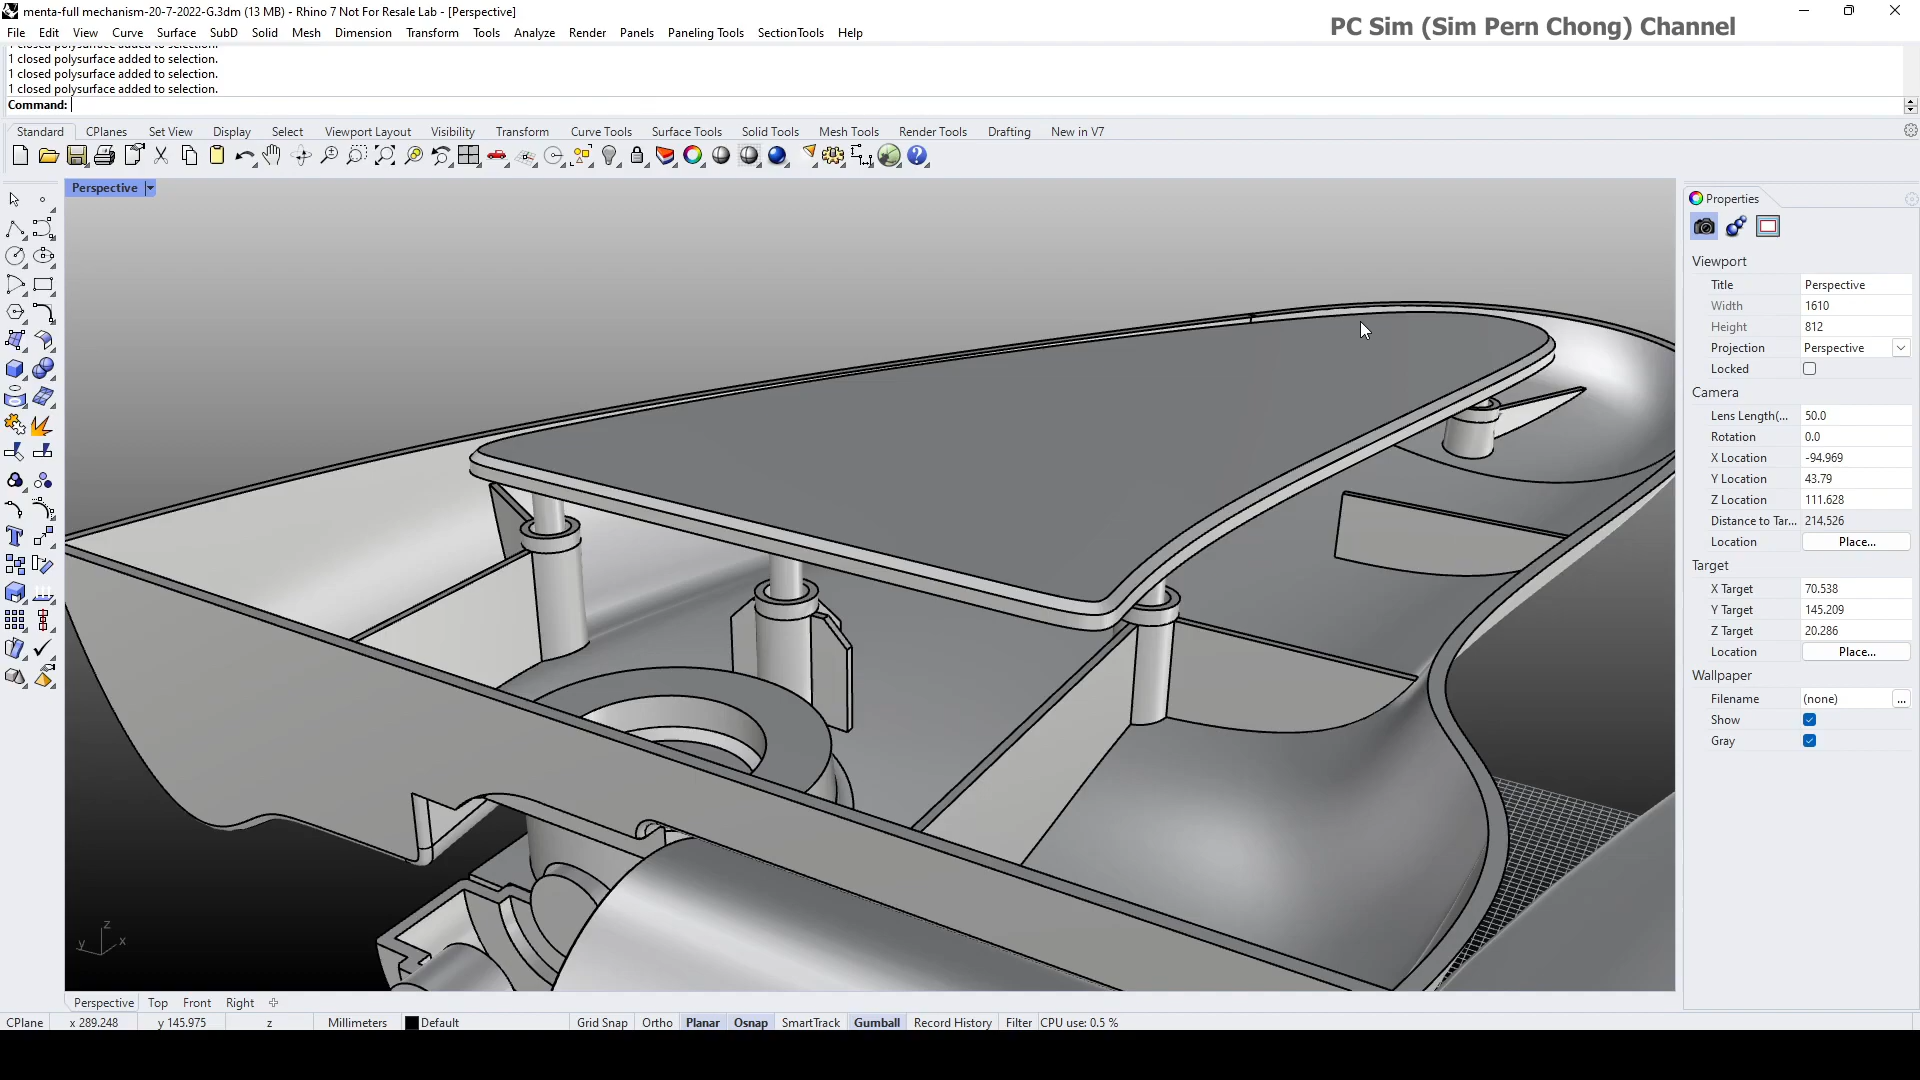 menta-full mechanism-20-7-2022-G.3dm (13 MB) - Rhino 7 Not For Resale Lab - [Perspective]
PC Sim (Sim Pern Chong) Channel
File Edit View Curve Surface SubD Solid Mesh Dimension Transform Tools Analyze Render Panels Paneling Tools SectionTools Help
1 closed polysurface added to selection.
1 closed polysurface added to selection.
1 closed polysurface added to selection.
1 closed polysurface added to selection.
Command:
Standard CPlanes Set View Display Select Viewport Layout Visibility Transform Curve Tools Surface Tools Solid Tools Mesh Tools Render Tools Drafting New in V7
Perspective
Properties
Viewport
Title Perspective
Width 1610
Height 812
Projection Perspective
Locked
Camera
Lens Length(... 50.0
Rotation 0.0
X Location -94.969
Y Location 43.79
Z Location 111.628
Distance to Tar... 214.526
Location Place...
Target
X Target 70.538
Y Target 145.209
Z Target 20.286
Location Place...
Wallpaper
Filename (none) ...
Show
Gray
z
y x
Perspective Top Front Right
CPlane x 289.248 y 145.975 z Millimeters Default Grid Snap Ortho Planar Osnap SmartTrack Gumball Record History Filter CPU use: 0.5 %